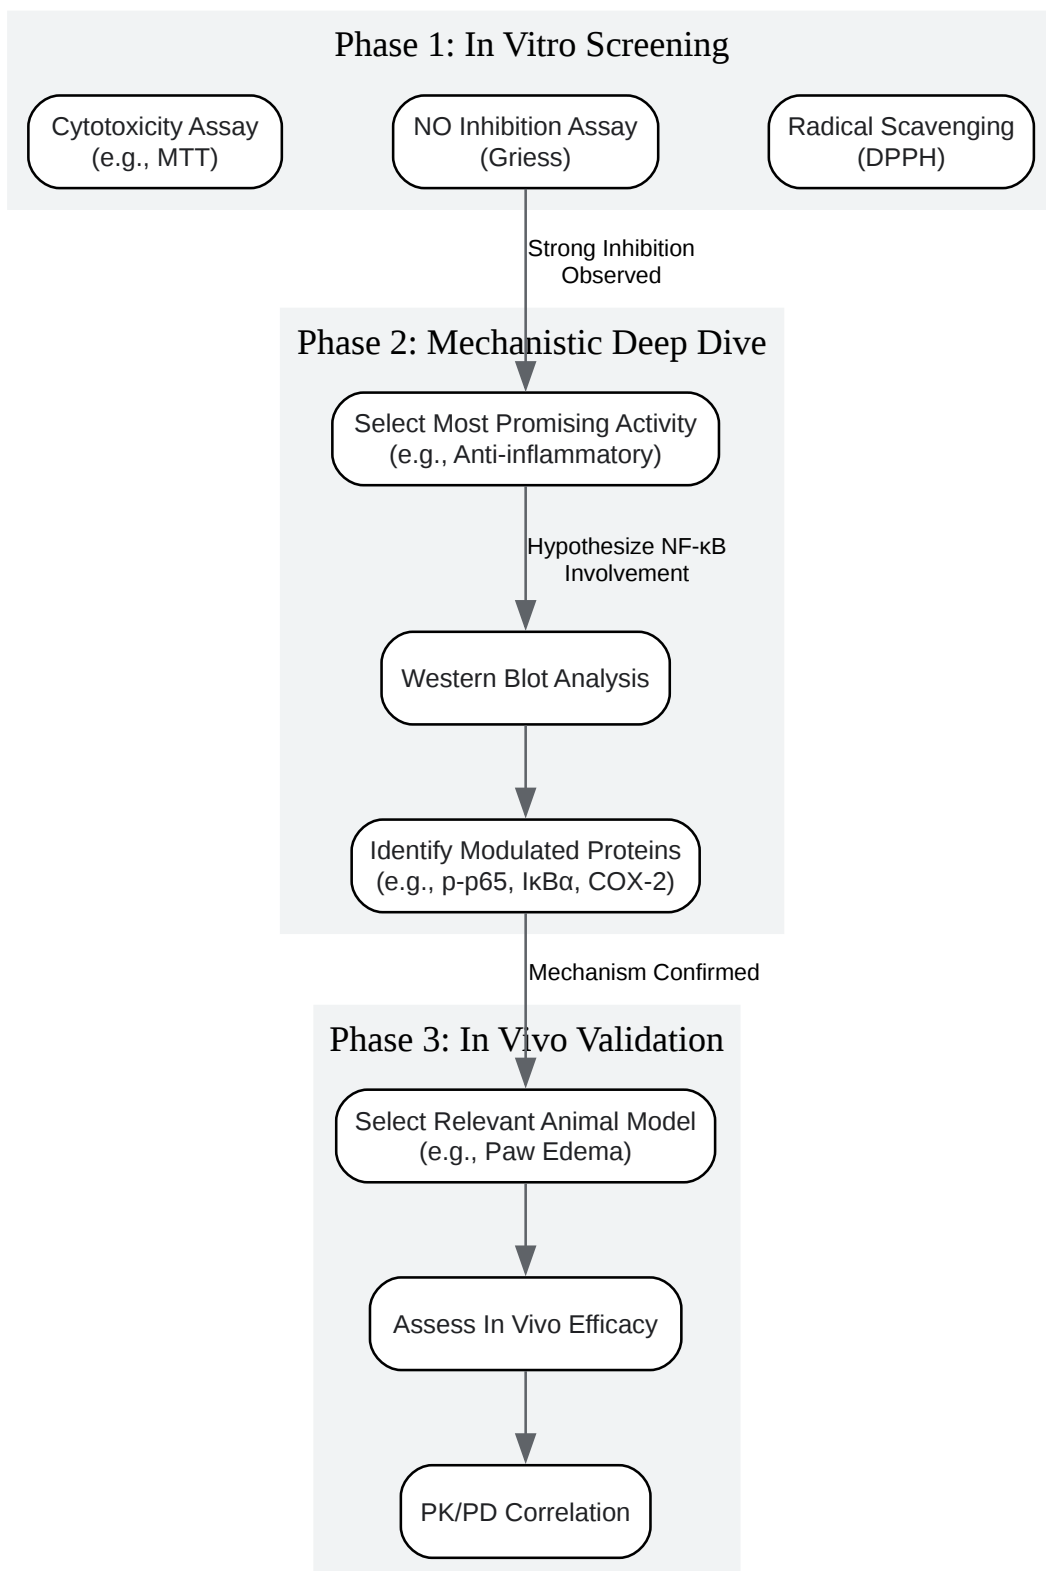 Phase 1: In Vitro Screening
Cytotoxicity Assay
(e.g., MTT)
NO Inhibition Assay
(Griess)
Radical Scavenging
(DPPH)
Strong Inhibition
Observed
Phase 2: Mechanistic Deep Dive
Select Most Promising Activity
(e.g., Anti-inflammatory)
Hypothesize NF-κB
Involvement
Western Blot Analysis
Identify Modulated Proteins
(e.g., p-p65, IκBα, COX-2)
Mechanism Confirmed
Phase 3: In Vivo Validation
Select Relevant Animal Model
(e.g., Paw Edema)
Assess In Vivo Efficacy
PK/PD Correlation